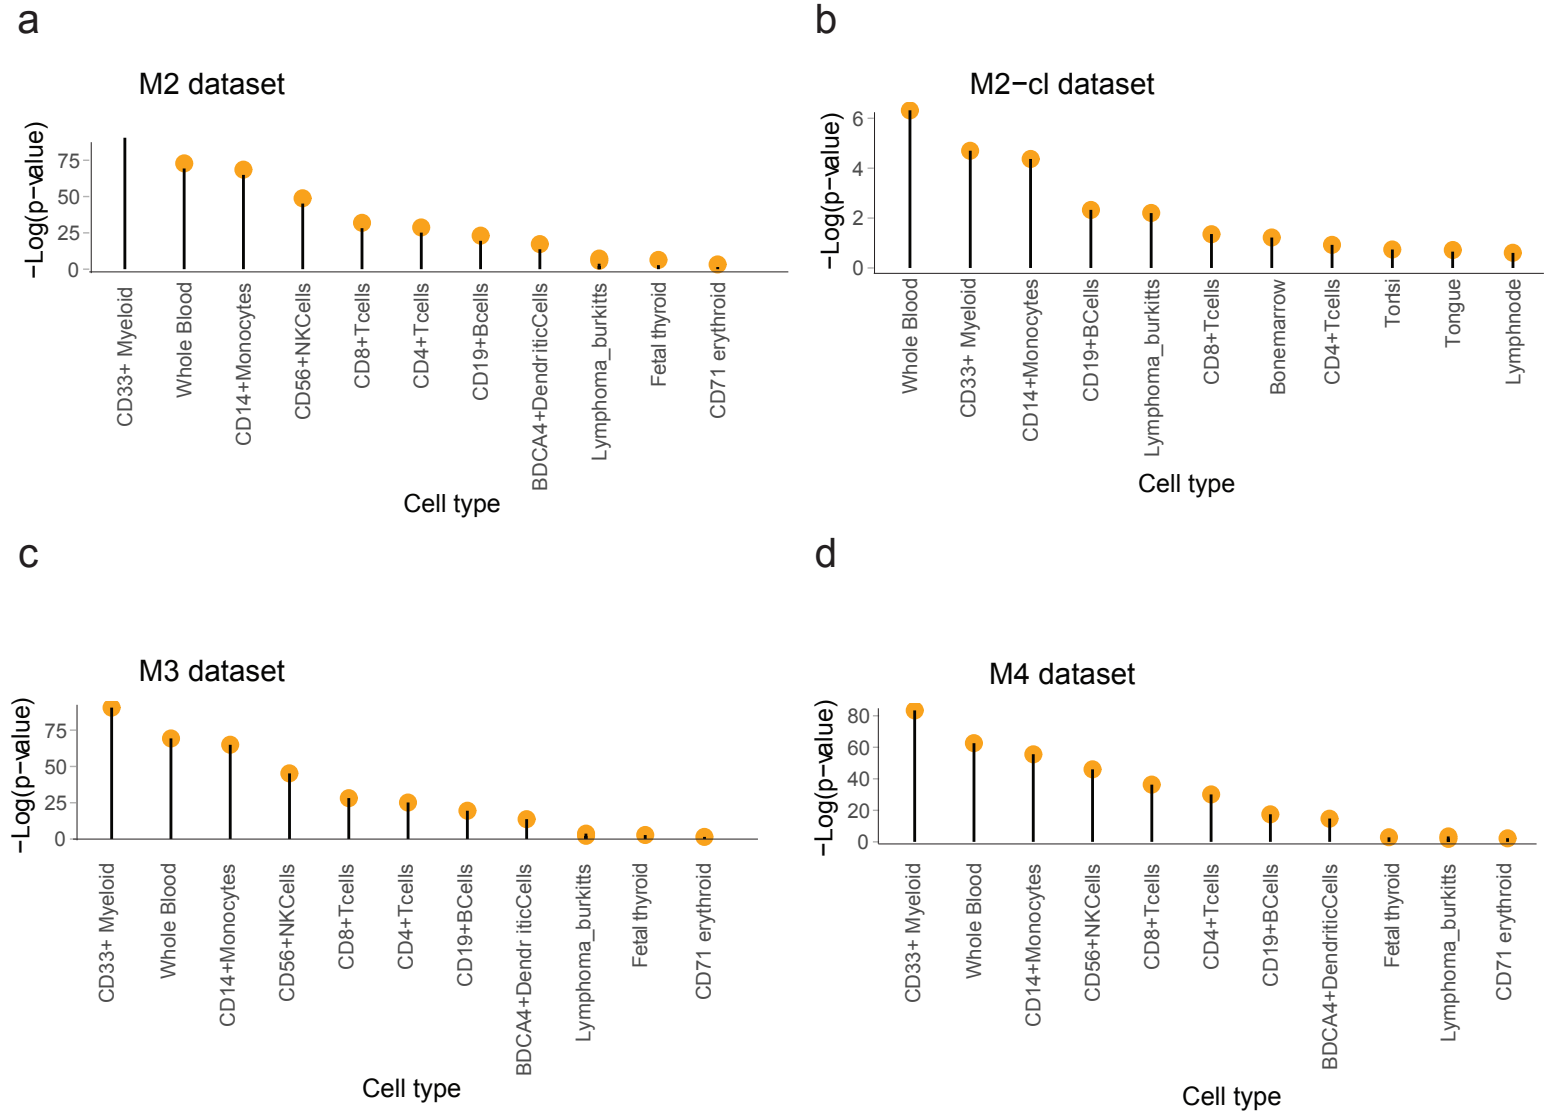 a
M2 dataset
−Log(p−value)
75
50
25
0
CD33+ Myeloid
Whole Blood
CD14+Monocytes
CD56+NKCells
CD8+Tcells
CD4+Tcells
CD19+Bcells
BDCA4+DendriticCells
Lymphoma_burkitts
Fetal thyroid
CD71 erythroid
Cell type
b
M2−cl dataset
−Log(p−value)
6
4
2
0
Whole Blood
CD33+ Myeloid
CD14+Monocytes
CD19+BCells
Lymphoma_burkitts
CD8+Tcells
Bonemarrow
CD4+Tcells
Torlsi
Tongue
Lymphnode
Cell type
c
M3 dataset
−Log(p−value)
75
50
25
0
CD33+ Myeloid
Whole Blood
CD14+Monocytes
CD56+NKCells
CD8+Tcells
CD4+Tcells
CD19+BCells
BDCA4+Dendr iticCells
Lymphoma_burkitts
Fetal thyroid
CD71 erythroid
Cell type
d
M4 dataset
−Log(p−value)
80
60
40
20
0
CD33+ Myeloid
Whole Blood
CD14+Monocytes
CD56+NKCells
CD8+Tcells
CD4+Tcells
CD19+BCells
BDCA4+DendriticCells
Fetal thyroid
Lymphoma_burkitts
CD71 erythroid
Cell type